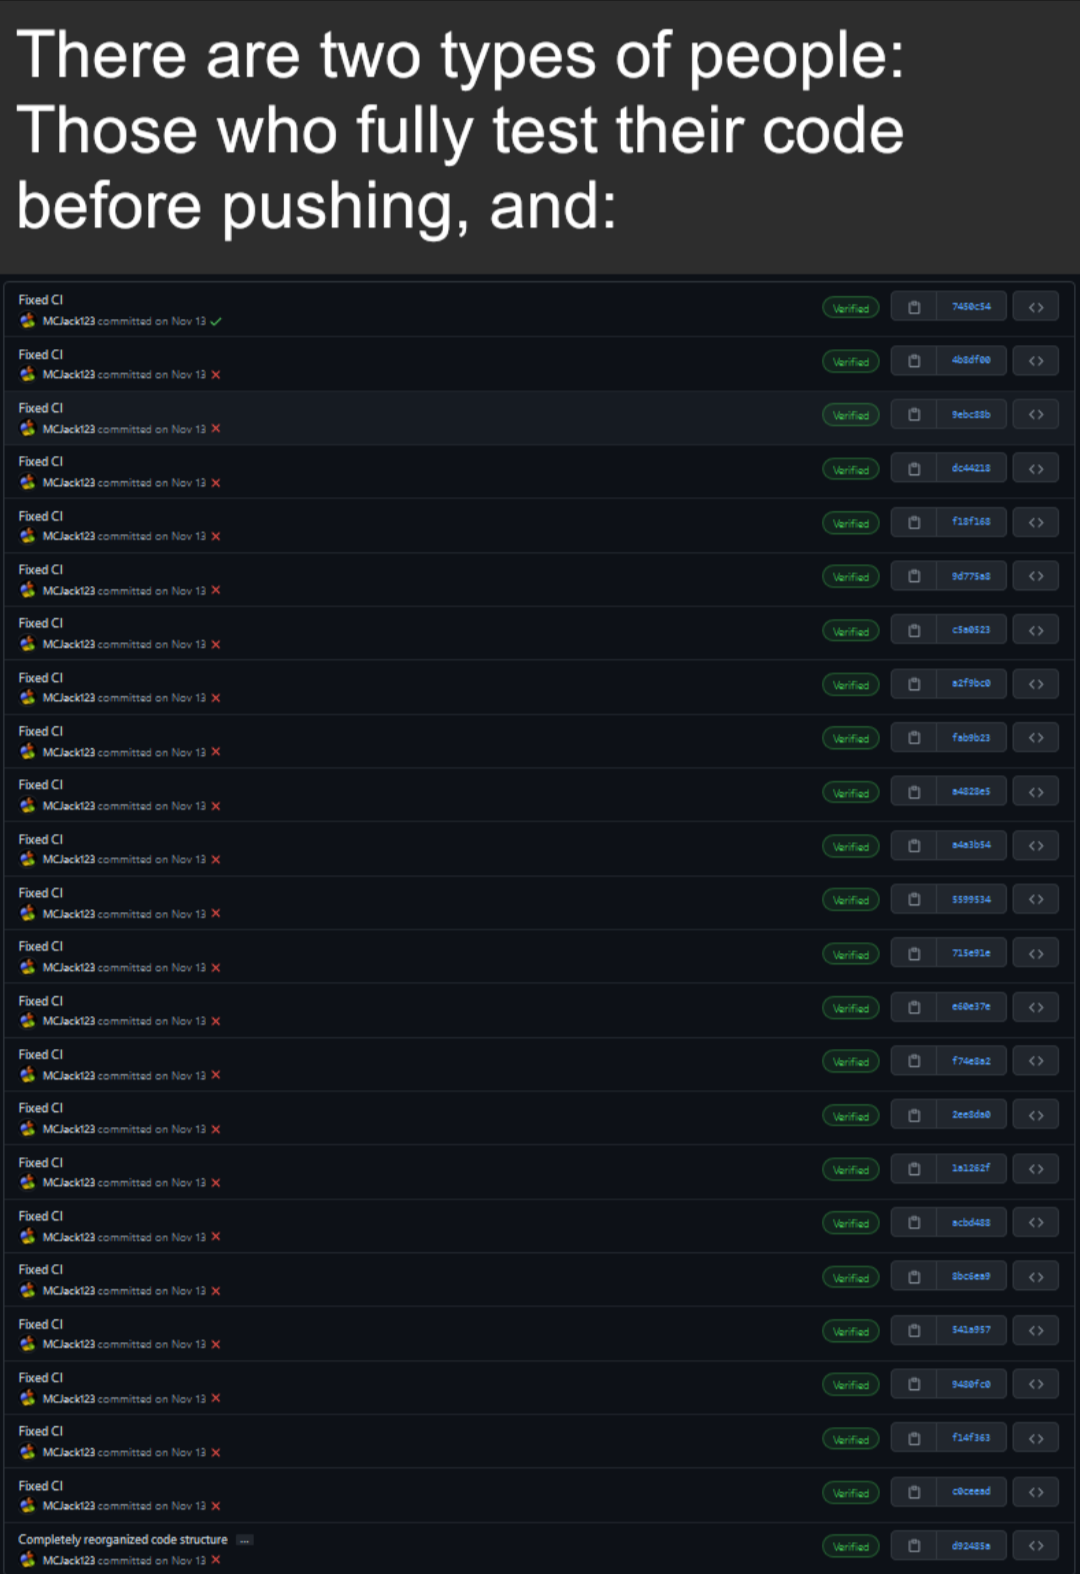 There are two types of people:
Those who fully test their code
before pushing, and:
Fixed CI
MCJack123 committed on Nov 13
Verified
7450c54
Fixed CI
MCJack123 committed on Nov 13
Verified
4b8df00
Fixed CI
MCJack123 committed on Nov 13
Verified
9ebc88b
Fixed CI
MCJack123 committed on Nov 13
Verified
dc44218
Fixed CI
MCJack123 committed on Nov 13
Verified
f18f168
Fixed CI
MCJack123 committed on Nov 13
Verified
9d775a8
Fixed CI
MCJack123 committed on Nov 13
Verified
c5a0523
Fixed CI
MCJack123 committed on Nov 13
Verified
a2f9bc0
Fixed CI
MCJack123 committed on Nov 13
Verified
fab9b23
Fixed CI
MCJack123 committed on Nov 13
Verified
a4828e5
Fixed CI
MCJack123 committed on Nov 13
Verified
a4a3b54
Fixed CI
MCJack123 committed on Nov 13
Verified
5599534
Fixed CI
MCJack123 committed on Nov 13
Verified
715e91e
Fixed CI
MCJack123 committed on Nov 13
Verified
e60e37e
Fixed CI
MCJack123 committed on Nov 13
Verified
f74e8a2
Fixed CI
MCJack123 committed on Nov 13
Verified
2ee8da0
Fixed CI
MCJack123 committed on Nov 13
Verified
1a1262f
Fixed CI
MCJack123 committed on Nov 13
Verified
acbd488
Fixed CI
MCJack123 committed on Nov 13
Verified
8bc6ea9
Fixed CI
MCJack123 committed on Nov 13
Verified
541a957
Fixed CI
MCJack123 committed on Nov 13
Verified
9480fc0
Fixed CI
MCJack123 committed on Nov 13
Verified
f14f363
Fixed CI
MCJack123 committed on Nov 13
Verified
c0ceead
Completely reorganized code structure ...
MCJack123 committed on Nov 13
Verified
d92485a